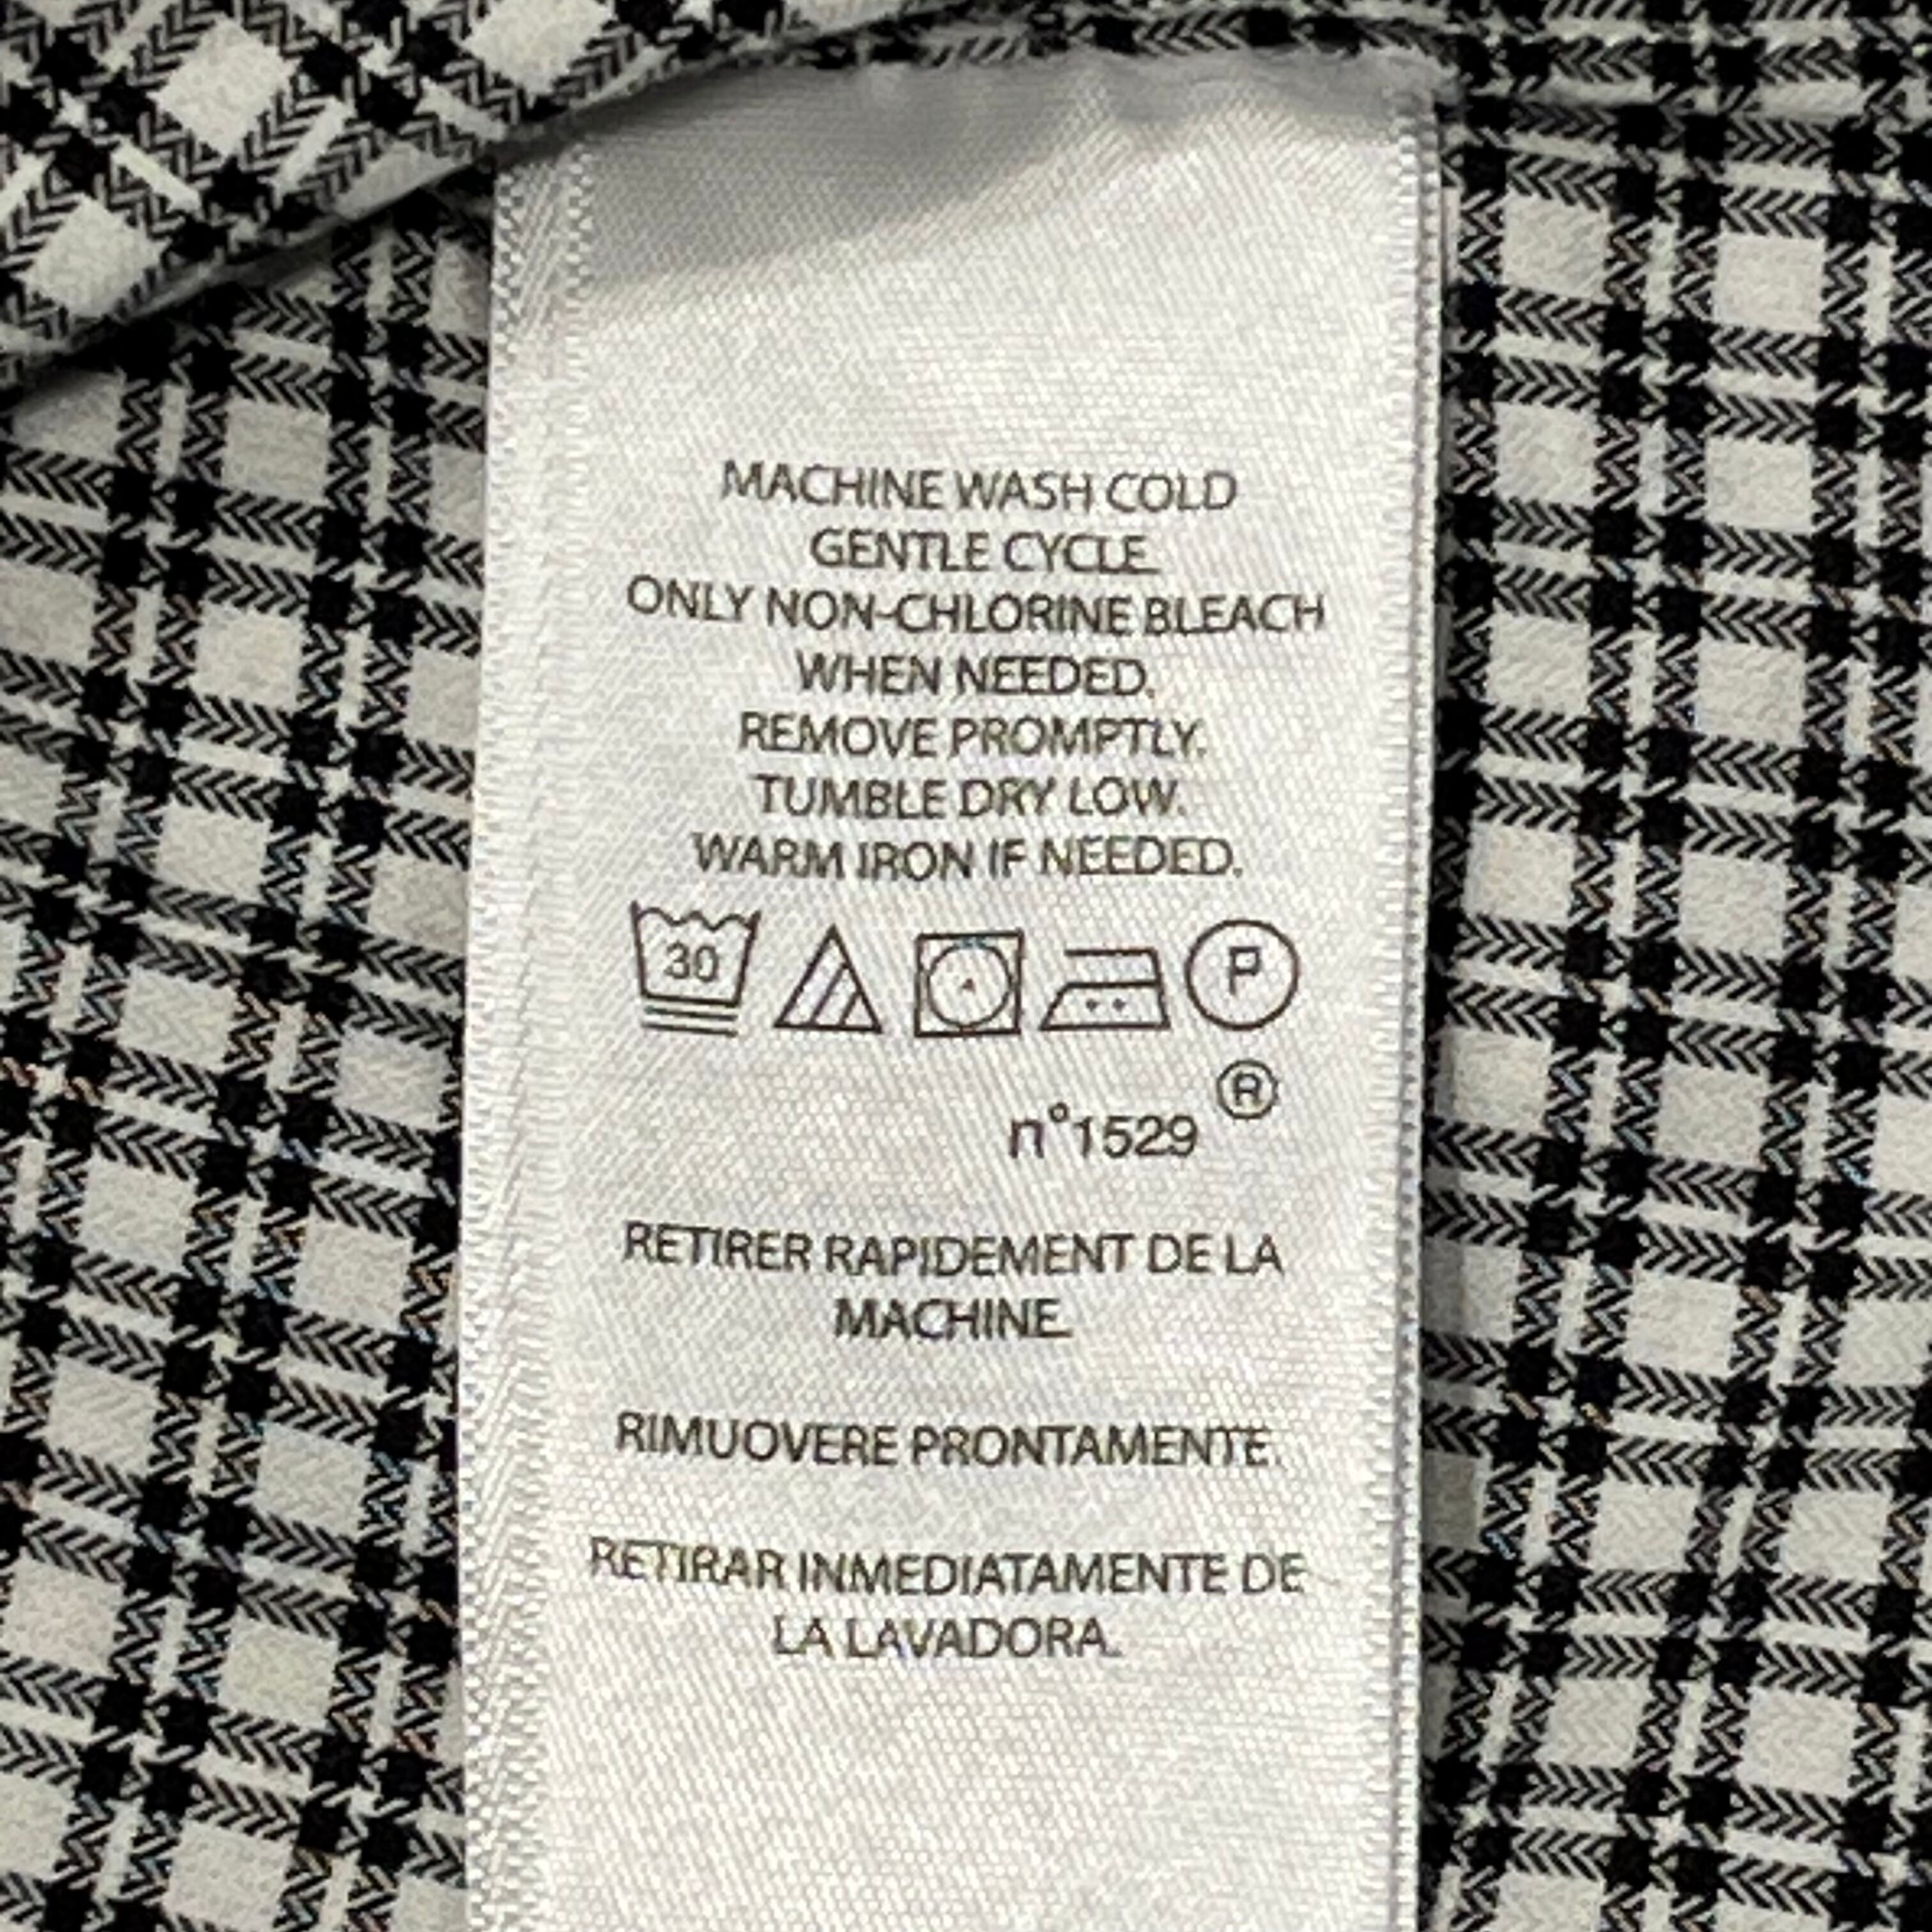 MACHINE WASH COLD
GENTLE CYCLE.
ONLY NON-CHLORINE BLEACH
WHEN NEEDED.
REMOVE PROMPTLY.
TUMBLE DRY LOW.
WARM IRON IF NEEDED.
30 P
®
n°1529
RETIRER RAPIDEMENT DE LA
MACHINE.
RIMUOVERE PRONTAMENTE.
RETIRAR INMEDIATAMENTE DE
LA LAVADORA.